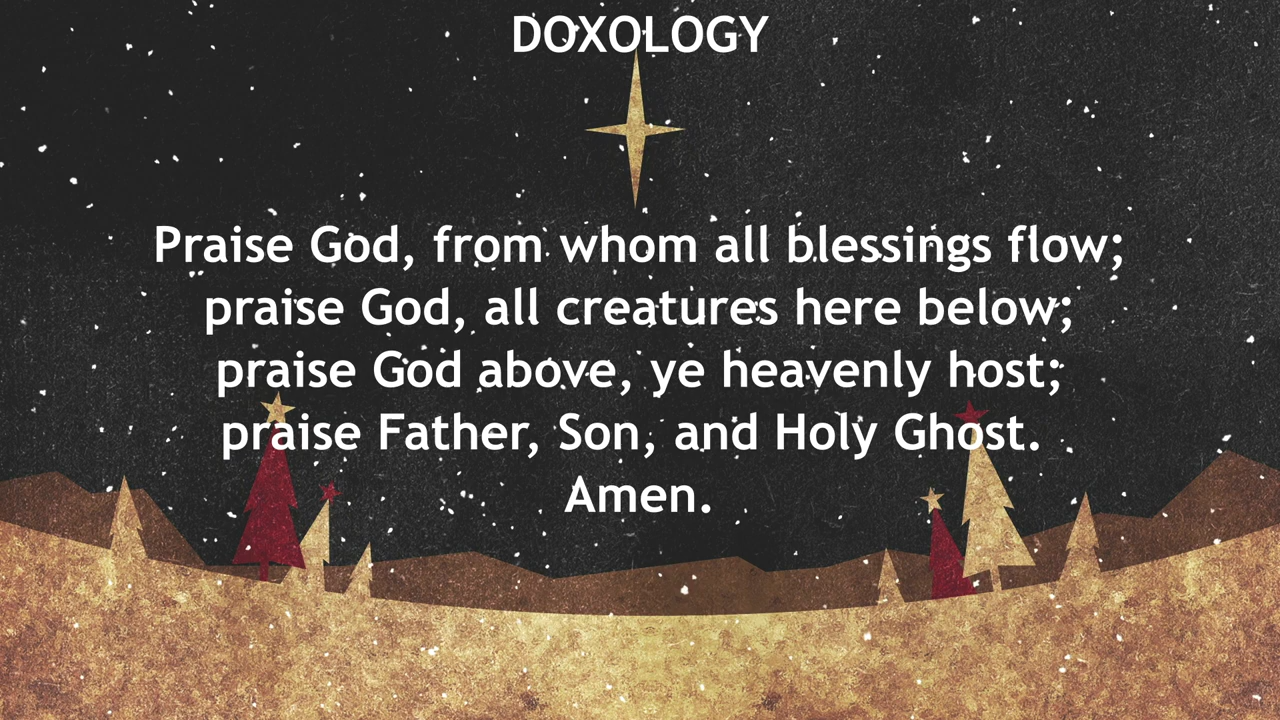 DOXOLOGY
Praise God, from whom all blessings flow;
praise God, all creatures here below;
praise God above, ye heavenly host;
praise Father, Son, and Holy Ghost.
Amen.